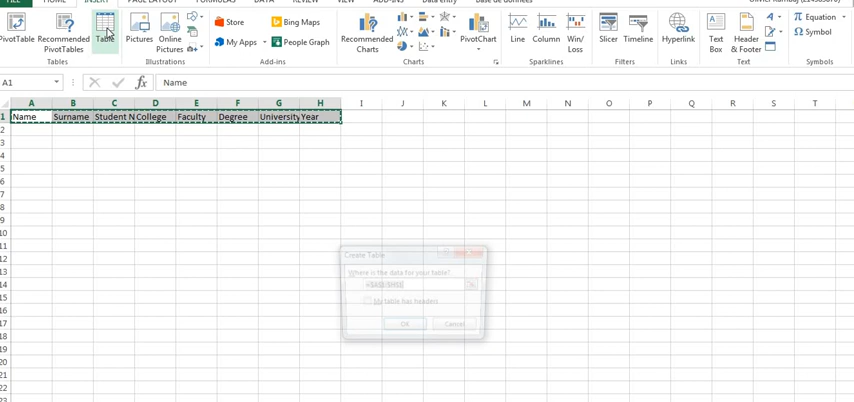 FILE HOME INSERT PAGE LAYOUT FORMULAS DATA REVIEW VIEW ADD-INS Data entry Base de données
PivotTable Recommended PivotTables Table Pictures Online Pictures Store My Apps Bing Maps People Graph Recommended Charts PivotChart Line Column Win/ Loss Slicer Timeline Hyperlink Text Box Header & Footer Equation Symbol
Tables Illustrations Add-ins Charts Sparklines Filters Links Text Symbols
A1 fx Name
A B C D E F G H I J K L M N O P Q R S T
1 Name Surname Student N College Faculty Degree University Year
2
3
4
5
6
7
8
9
10
11
Create Table
12
Where is the data for your table?
13
14
15
My table has headers
16
17
OK Cancel
18
19
20
21
22
23